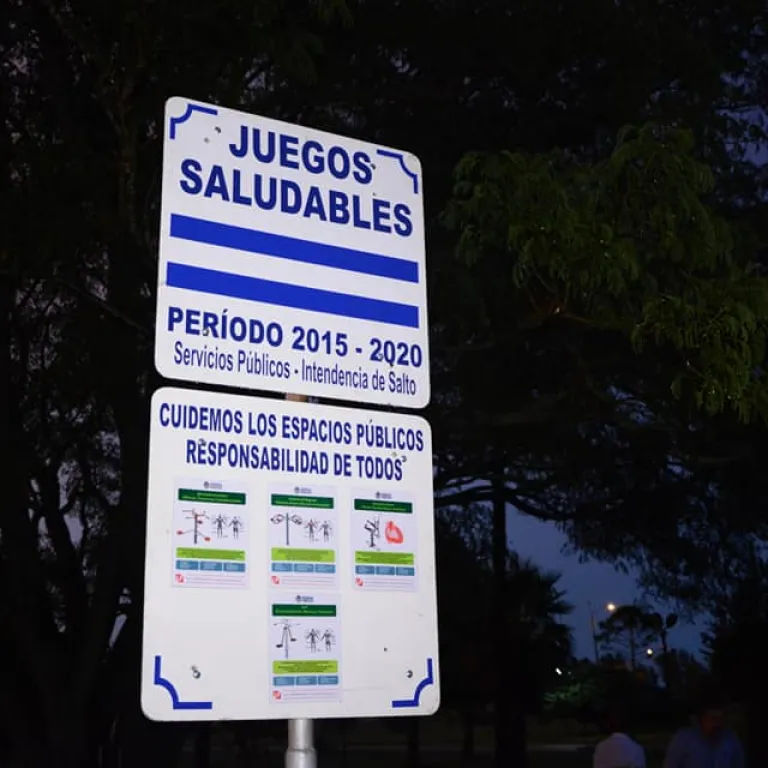 JUEGOS
SALUDABLES
PERÍODO 2015 - 2020
Servicios Públicos - Intendencia de Salto
CUIDEMOS LOS ESPACIOS PÚBLICOS
RESPONSABILIDAD DE TODOS